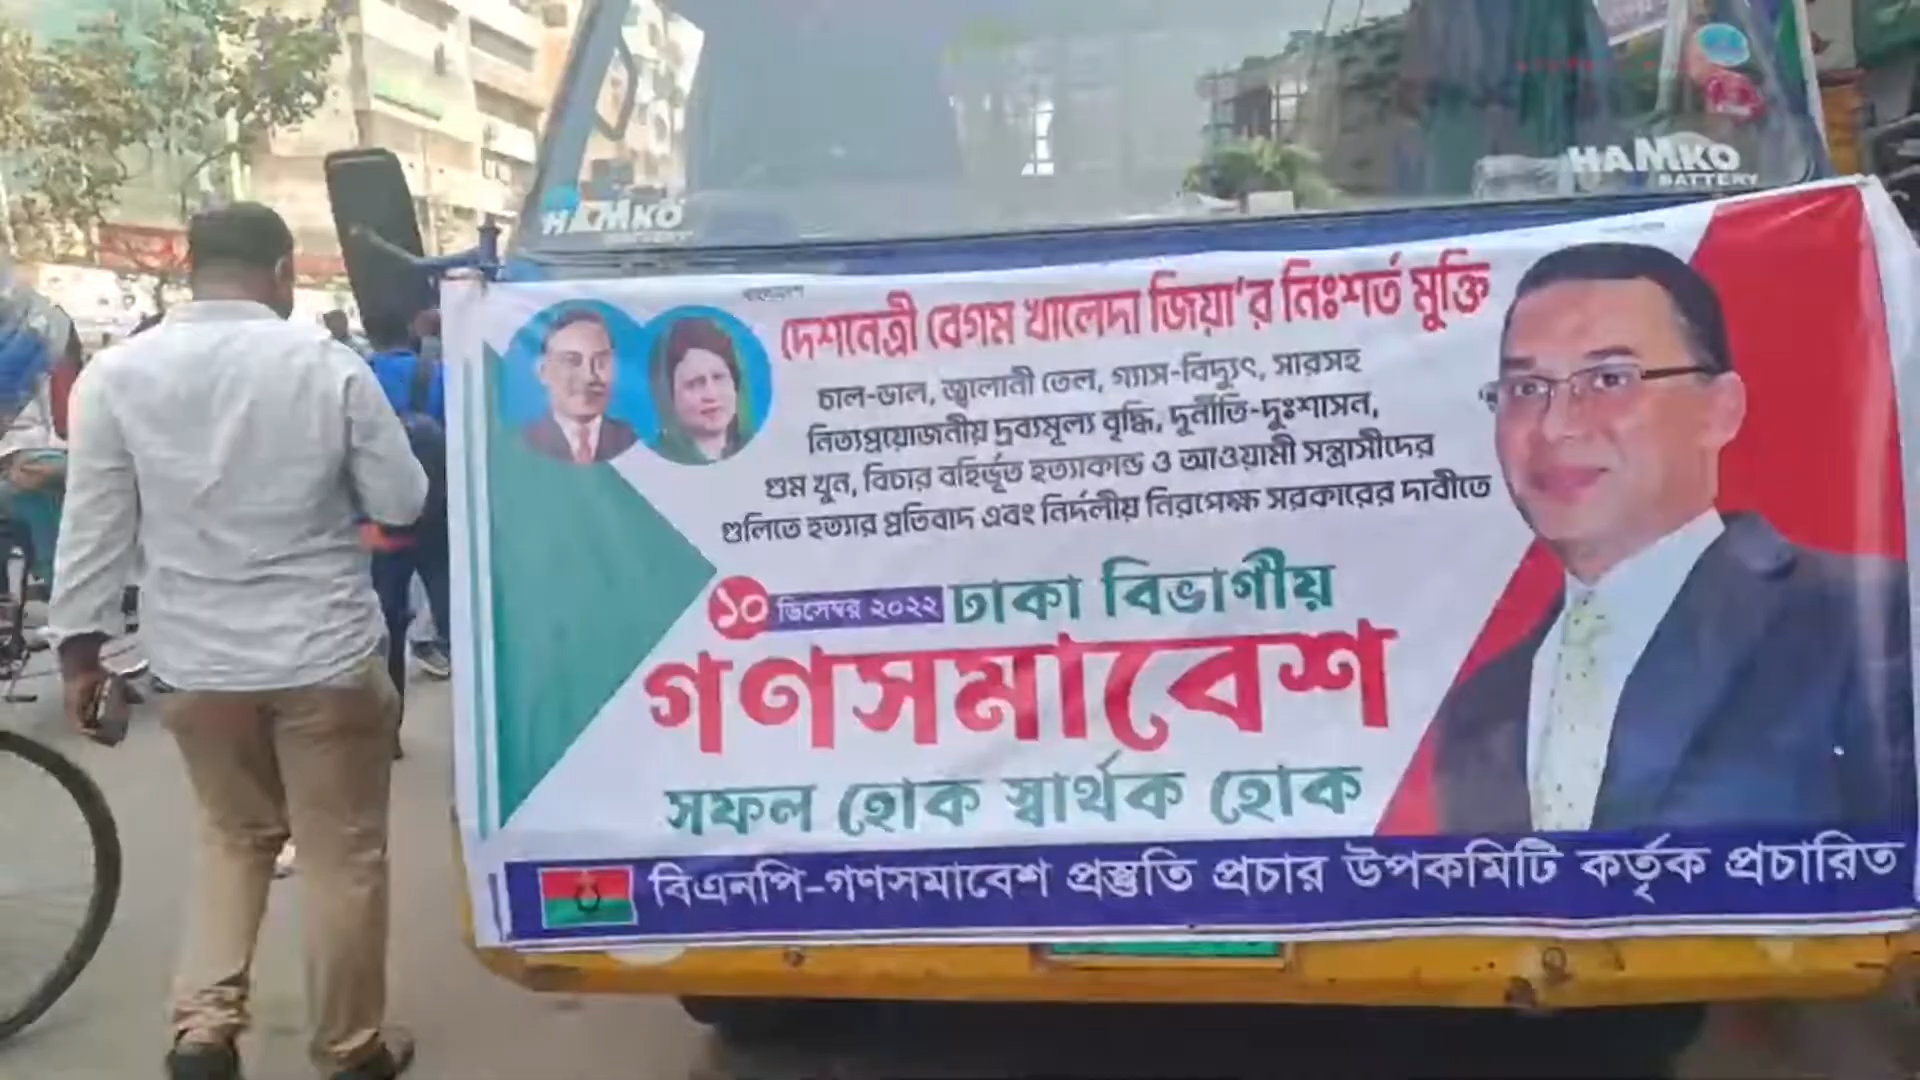 HAMKO
BATTERY
HAMKO
BATTERY
দেশনেত্রী বেগম খালেদা জিয়া'র নিঃশর্ত মুক্তি
চাল-ডাল, জ্বালানী তেল, গ্যাস-বিদ্যুৎ, সারসহ
নিত্যপ্রয়োজনীয় দ্রব্যমূল্য বৃদ্ধি, দুর্নীতি-দুঃশাসন,
গুম খুন, বিচার বহির্ভূত হত্যাকান্ড ও আওয়ামী সন্ত্রাসীদের
গুলিতে হত্যার প্রতিবাদ এবং নির্দলীয় নিরপেক্ষ সরকারের দাবীতে
১০ ডিসেম্বর ২০২২ ঢাকা বিভাগীয়
গণসমাবেশ
সফল হোক স্বার্থক হোক
বিএনপি-গণসমাবেশ প্রস্তুতি প্রচার উপকমিটি কর্তৃক প্রচারিত